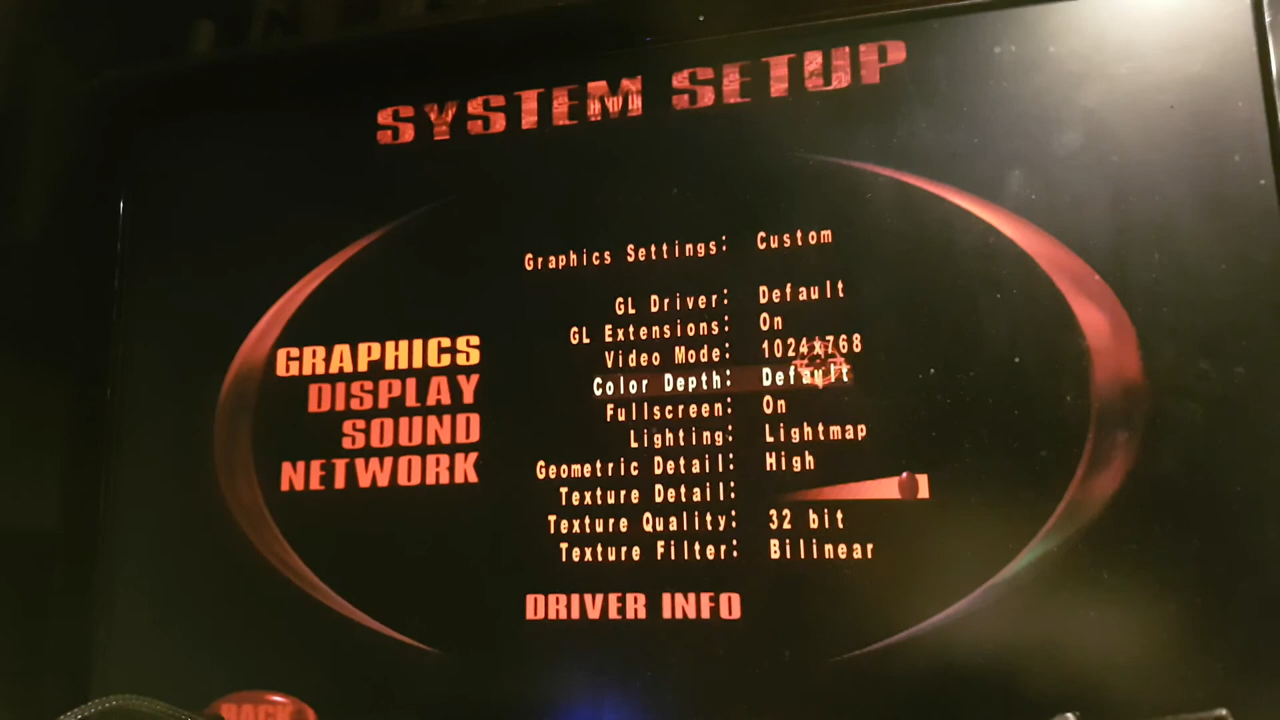 SYSTEM SETUP
Graphics Settings: Custom
GL Driver: Default
GL Extensions: On
Video Mode: 1024x768
Color Depth: Default
Fullscreen: On
Lighting: Lightmap
Geometric Detail: High
Texture Detail:
Texture Quality: 32 bit
Texture Filter: Bilinear
GRAPHICS
DISPLAY
SOUND
NETWORK
DRIVER INFO
BACK